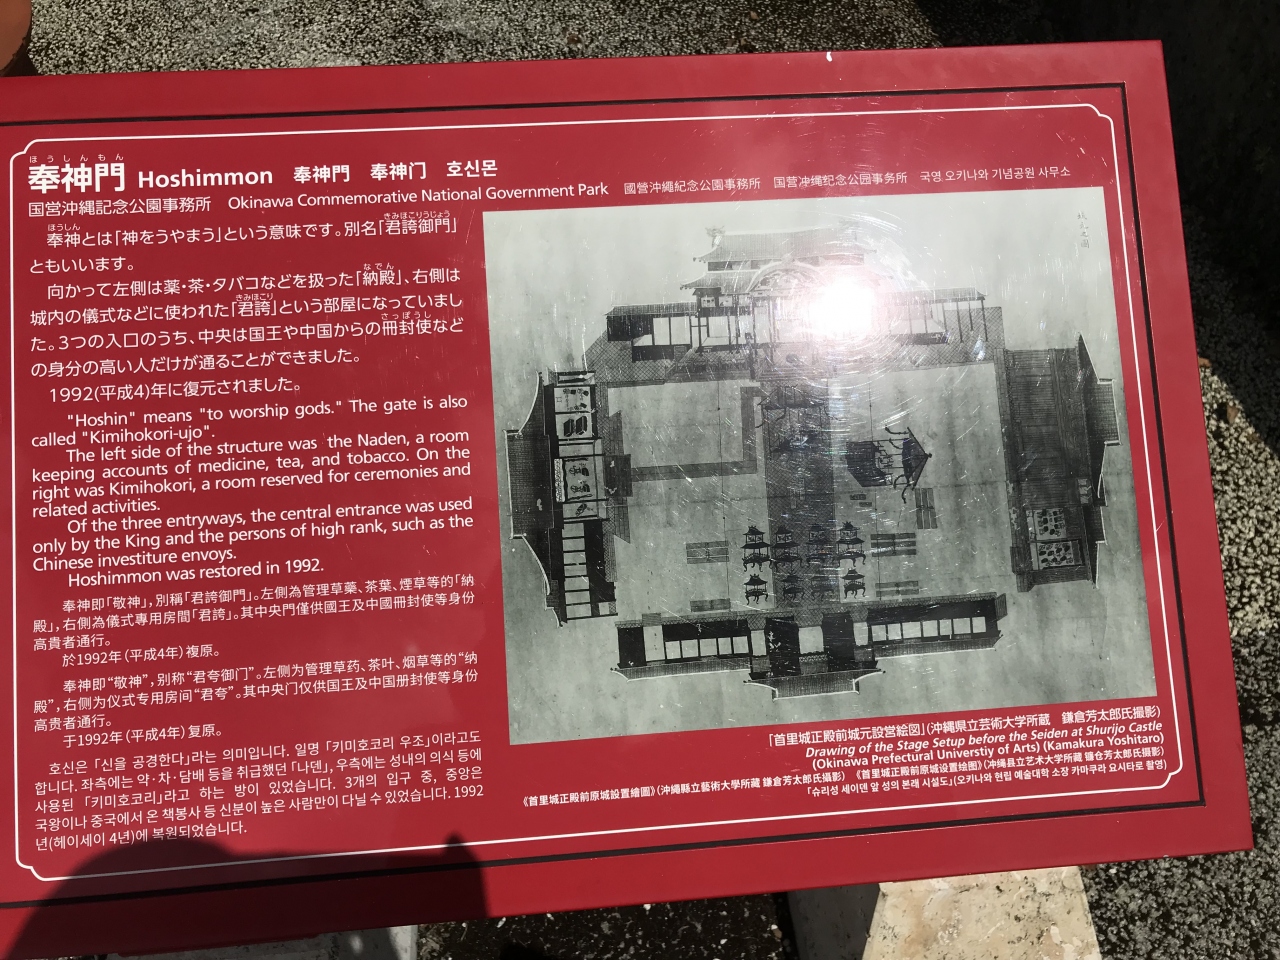 ほうしんもん
奉神門 Hoshimmon 奉神門 奉神门 호신몬
国営沖縄記念公園事務所 Okinawa Commemorative National Government Park 國營沖繩紀念公園事務所 国营冲绳纪念公园事务所 국영 오키나와 기념공원 사무소
ほうしん きみほこりうじょう
奉神とは「神をうやまう」という意味です。別名「君誇御門」
ともいいます。
なでん
向かって左側は薬・茶・タバコなどを扱った「納殿」、右側は
きみほこり
城内の儀式などに使われた「君誇」という部屋になっていまし
さっぽうし
た。3つの入口のうち、中央は国王や中国からの冊封使など
の身分の高い人だけが通ることができました。
1992(平成4)年に復元されました。
"Hoshin" means "to worship gods." The gate is also
called "Kimihokori-ujo".
The left side of the structure was the Naden, a room
keeping accounts of medicine, tea, and tobacco. On the
right was Kimihokori, a room reserved for ceremonies and
related activities.
Of the three entryways, the central entrance was used
only by the King and the persons of high rank, such as the
Chinese investiture envoys.
Hoshimmon was restored in 1992.
奉神即「敬神」，別稱「君誇御門」。左側為管理草藥、茶葉、煙草等的「納
殿」，右側為儀式專用房間「君誇」。其中央門僅供國王及中國冊封使等身份
高貴者通行。
於1992年（平成4年）複原。
奉神即“敬神”，别称“君夸御门”。左侧为管理草药、茶叶、烟草等的“纳
殿”，右侧为仪式专用房间“君夸”。其中央门仅供国王及中国册封使等身份
高贵者通行。
于1992年（平成4年）复原。
호신은 「신을 공경한다」라는 의미입니다. 일명 「키미호코리 우조」이라고도
합니다. 좌측에는 약·차·담배 등을 취급했던 「나덴」, 우측에는 성내의 의식 등에
사용된 「키미호코리」라고 하는 방이 있었습니다. 3개의 입구 중, 중앙은
국왕이나 중국에서 온 책봉사 등 신분이 높은 사람만이 다닐 수 있었습니다. 1992
년(헤이세이 4년)에 복원되었습니다.
「首里城正殿前城元設営絵図」（沖縄県立芸術大学所蔵 鎌倉芳太郎氏撮影）
Drawing of the Stage Setup before the Seiden at Shurijo Castle
(Okinawa Prefectural Universtiy of Arts) (Kamakura Yoshitaro)
《首里城正殿前原城設置繪圖》（沖繩縣立藝術大學所藏 鎌倉芳太郎氏攝影） 《首里城正殿前原城设置绘图》（冲绳县立艺术大学所藏 镰仓芳太郎氏摄影）
「슈리성 세이덴 앞 성의 본래 시설도」(오키나와 현립 예술대학 소장 카마쿠라 요시타로 촬영)